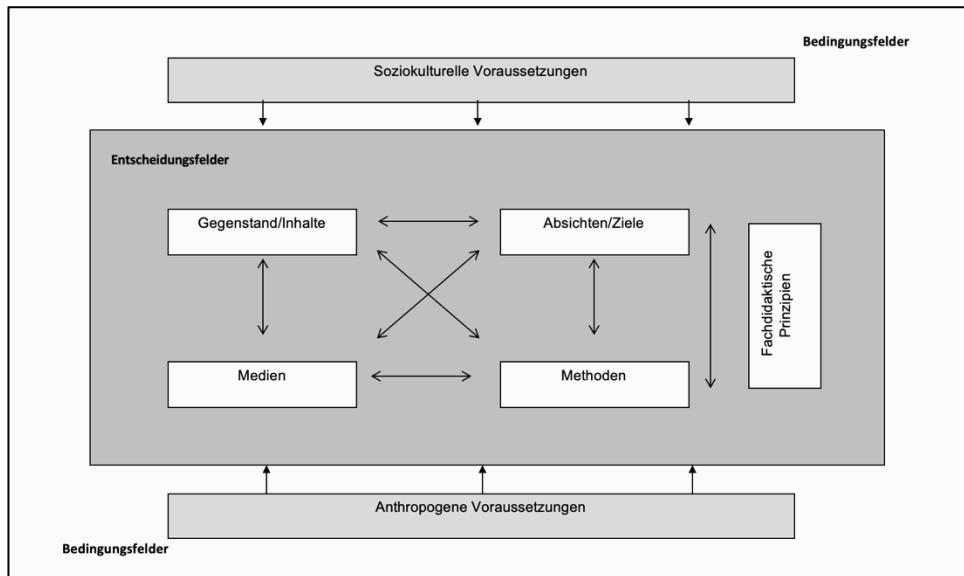 Bedingungsfelder
Soziokulturelle Voraussetzungen
Entscheidungsfelder
Gegenstand/Inhalte
Absichten/Ziele
Fachdidaktische
Prinzipien
Medien
Methoden
Anthropogene Voraussetzungen
Bedingungsfelder